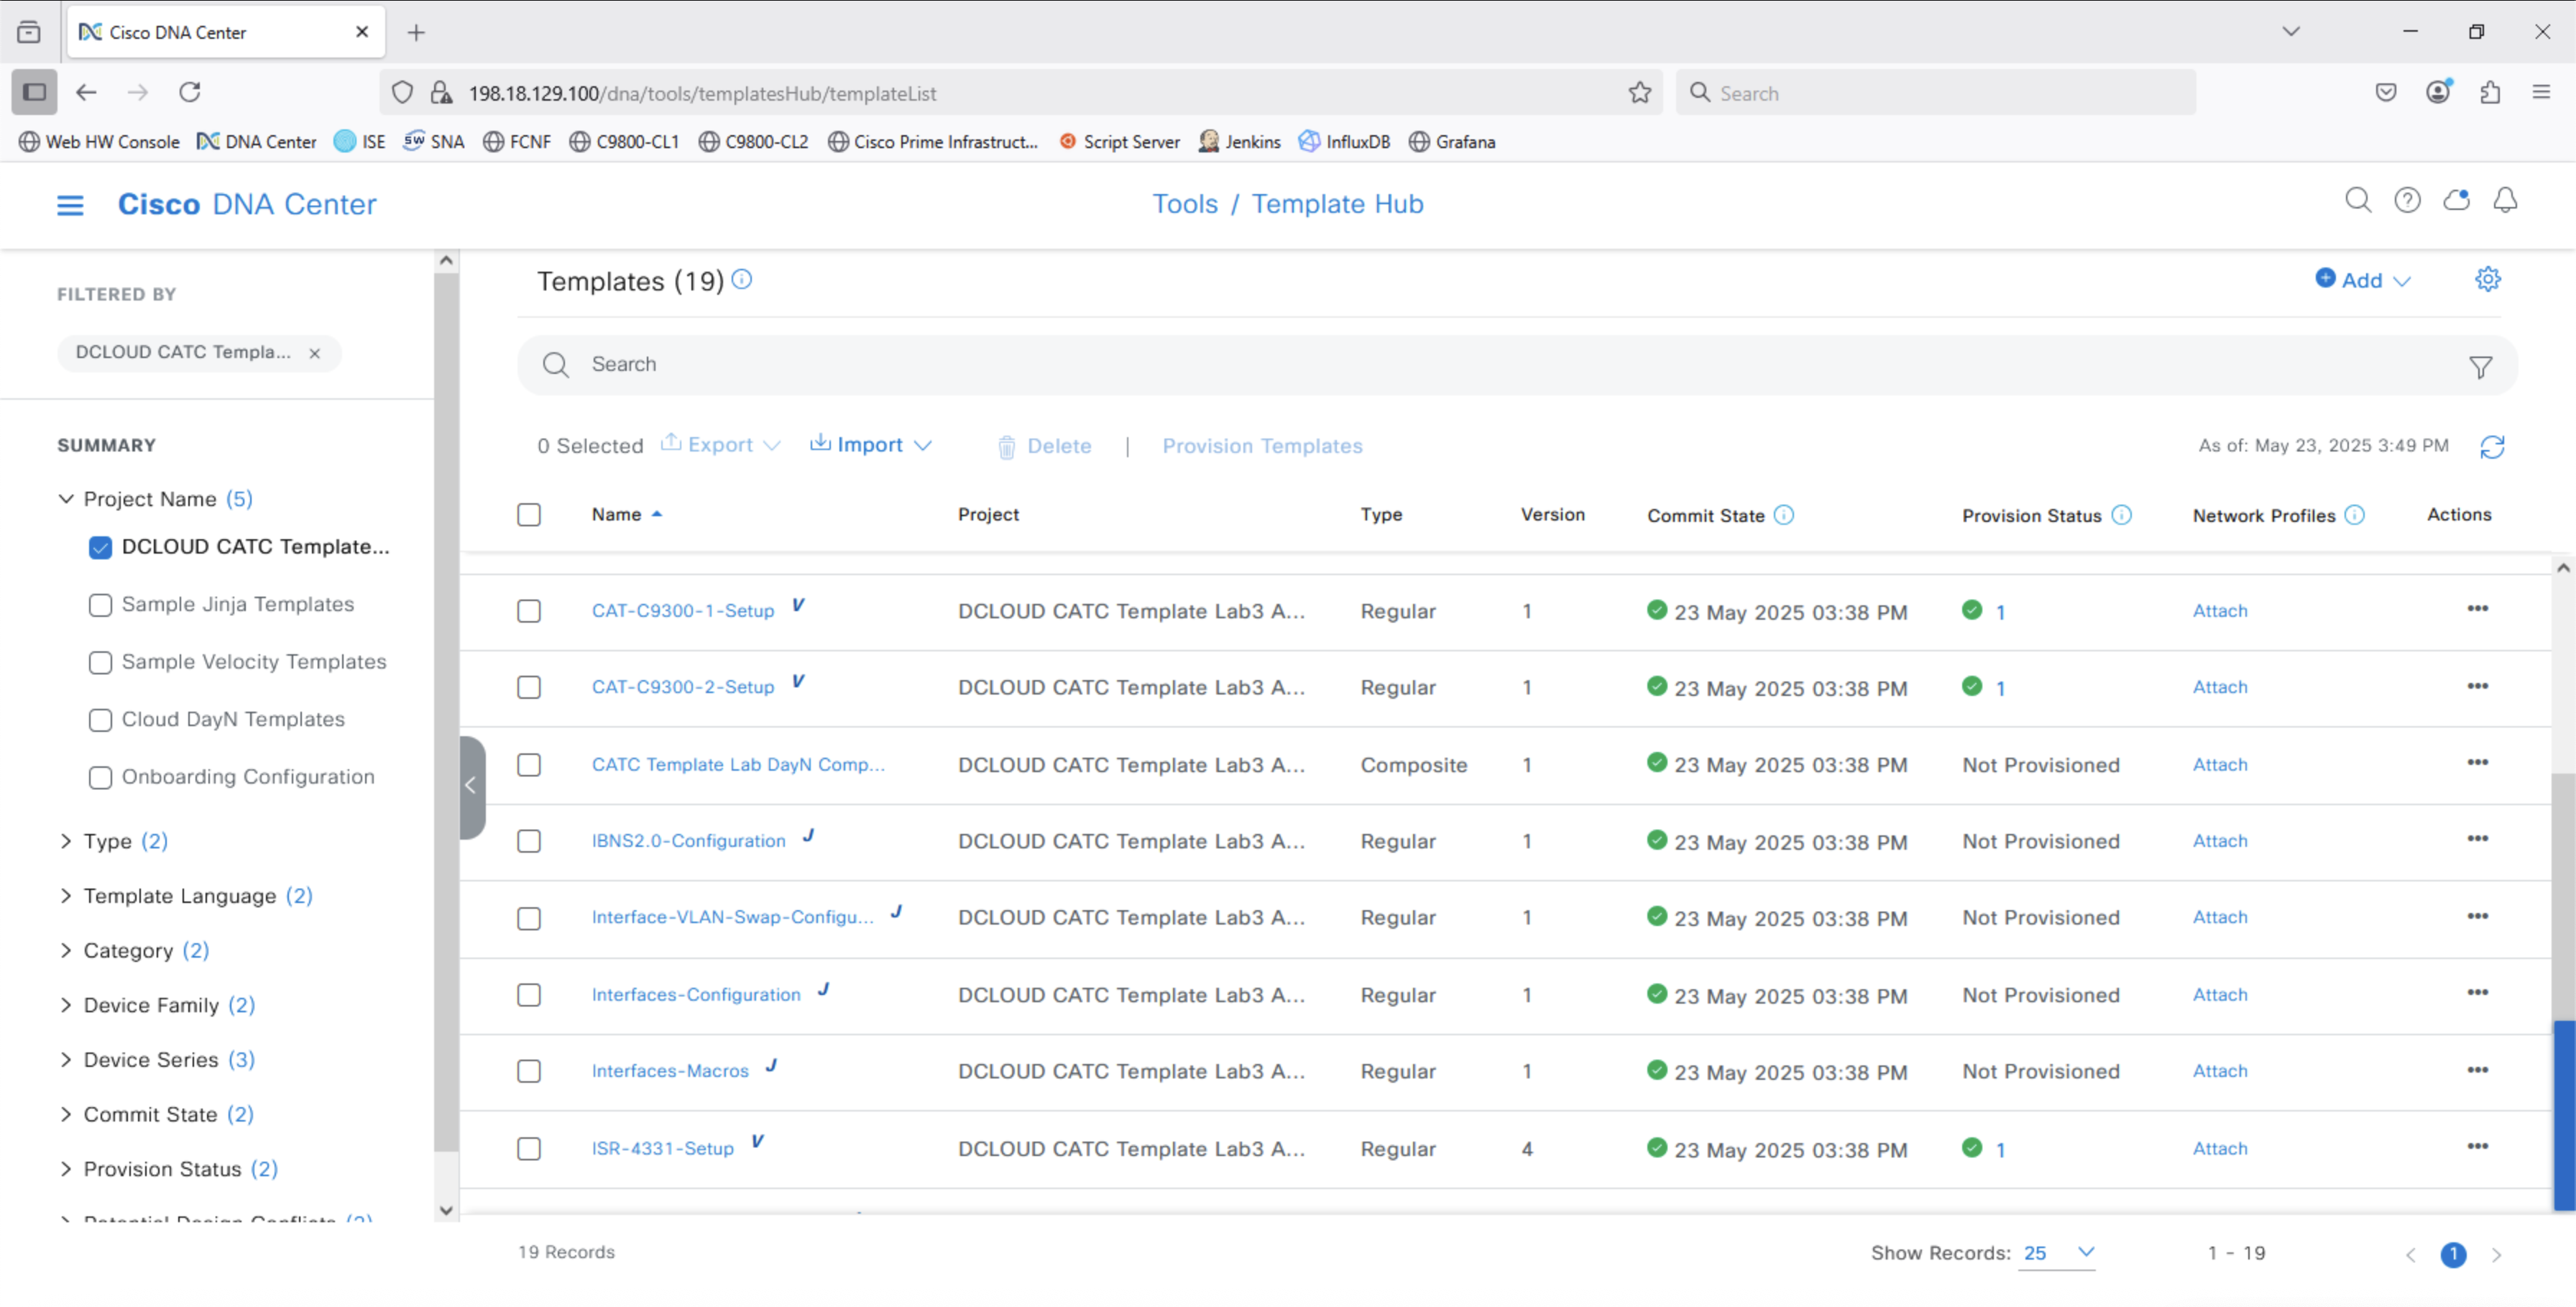 Cisco DNA Center
198.18.129.100/dna/tools/templatesHub/templateList
Search
Web HW Console DNA Center ISE SNA FCNF C9800-CL1 C9800-CL2 Cisco Prime Infrastruct... Script Server Jenkins InfluxDB Grafana
Cisco DNA Center
Tools / Template Hub
FILTERED BY
DCLOUD CATC Templa...
SUMMARY
Project Name (5)
DCLOUD CATC Template...
Sample Jinja Templates
Sample Velocity Templates
Cloud DayN Templates
Onboarding Configuration
Type (2)
Template Language (2)
Category (2)
Device Family (2)
Device Series (3)
Commit State (2)
Provision Status (2)
Potential Design Conflicts (2)
Templates (19)
Add
Search
0 Selected Export Import Delete | Provision Templates As of: May 23, 2025 3:49 PM
Name Project Type Version Commit State Provision Status Network Profiles Actions
CAT-C9300-1-Setup V DCLOUD CATC Template Lab3 A... Regular 1 23 May 2025 03:38 PM 1 Attach
CAT-C9300-2-Setup V DCLOUD CATC Template Lab3 A... Regular 1 23 May 2025 03:38 PM 1 Attach
CATC Template Lab DayN Comp... DCLOUD CATC Template Lab3 A... Composite 1 23 May 2025 03:38 PM Not Provisioned Attach
IBNS2.0-Configuration J DCLOUD CATC Template Lab3 A... Regular 1 23 May 2025 03:38 PM Not Provisioned Attach
Interface-VLAN-Swap-Configu... J DCLOUD CATC Template Lab3 A... Regular 1 23 May 2025 03:38 PM Not Provisioned Attach
Interfaces-Configuration J DCLOUD CATC Template Lab3 A... Regular 1 23 May 2025 03:38 PM Not Provisioned Attach
Interfaces-Macros J DCLOUD CATC Template Lab3 A... Regular 1 23 May 2025 03:38 PM Not Provisioned Attach
ISR-4331-Setup V DCLOUD CATC Template Lab3 A... Regular 4 23 May 2025 03:38 PM 1 Attach
19 Records
Show Records: 25 1 - 19 1